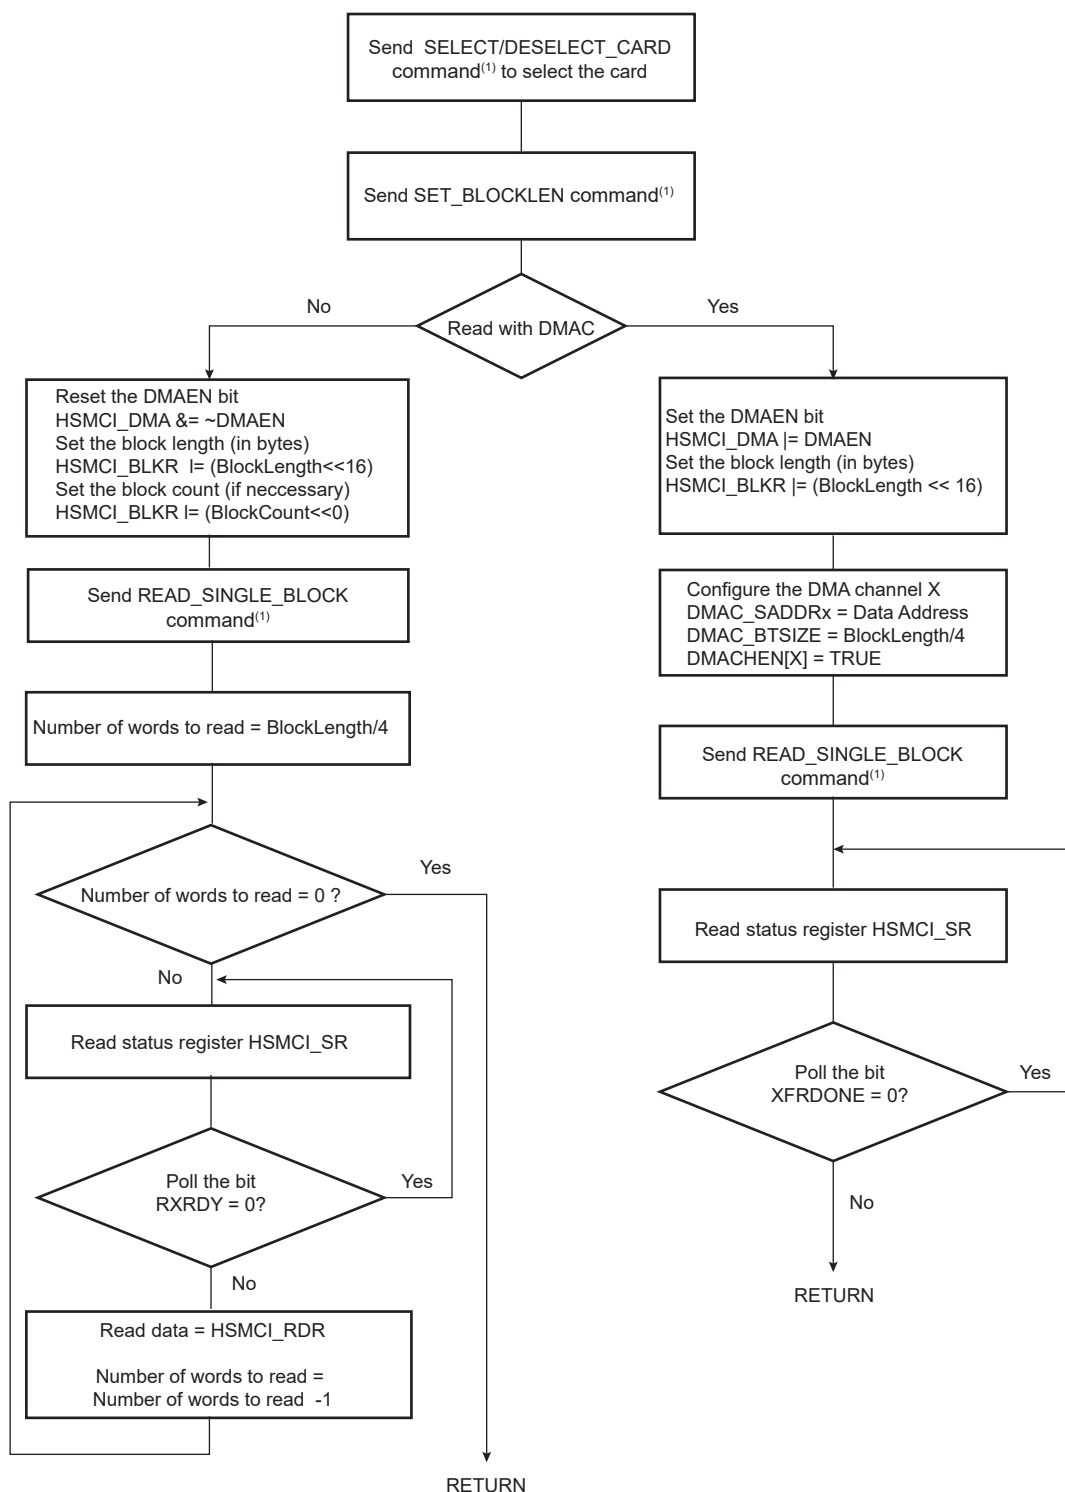 Send  SELECT/DESELECT_CARD
command(1) to select the card
Send SET_BLOCKLEN command(1)
No
Yes
Read with DMAC
Reset the DMAEN bit
HSMCI_DMA &= ~DMAEN
Set the block length (in bytes)
HSMCI_BLKR  l= (BlockLength<<16)
Set the block count (if neccessary)
HSMCI_BLKR l= (BlockCount<<0)
Set the DMAEN bit
HSMCI_DMA |= DMAEN
Set the block length (in bytes)
HSMCI_BLKR |= (BlockLength << 16)
Send READ_SINGLE_BLOCK
command(1)
Configure the DMA channel X
DMAC_SADDRx = Data Address
DMAC_BTSIZE = BlockLength/4
DMACHEN[X] = TRUE
Number of words to read = BlockLength/4
Send READ_SINGLE_BLOCK
command(1)
Number of words to read = 0 ?
Yes
No
Read status register HSMCI_SR
Read status register HSMCI_SR
Poll the bit
RXRDY = 0?
Yes
Poll the bit
XFRDONE = 0?
Yes
No
No
Read data = HSMCI_RDR
Number of words to read =
Number of words to read  -1
RETURN
RETURN